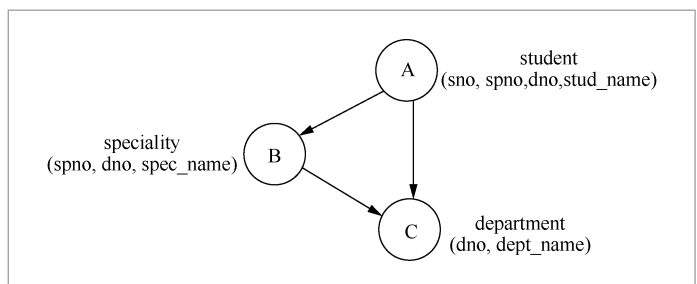 A
student
(sno, spno,dno,stud_name)
speciality
(spno, dno, spec_name)
B
C
department
(dno, dept_name)